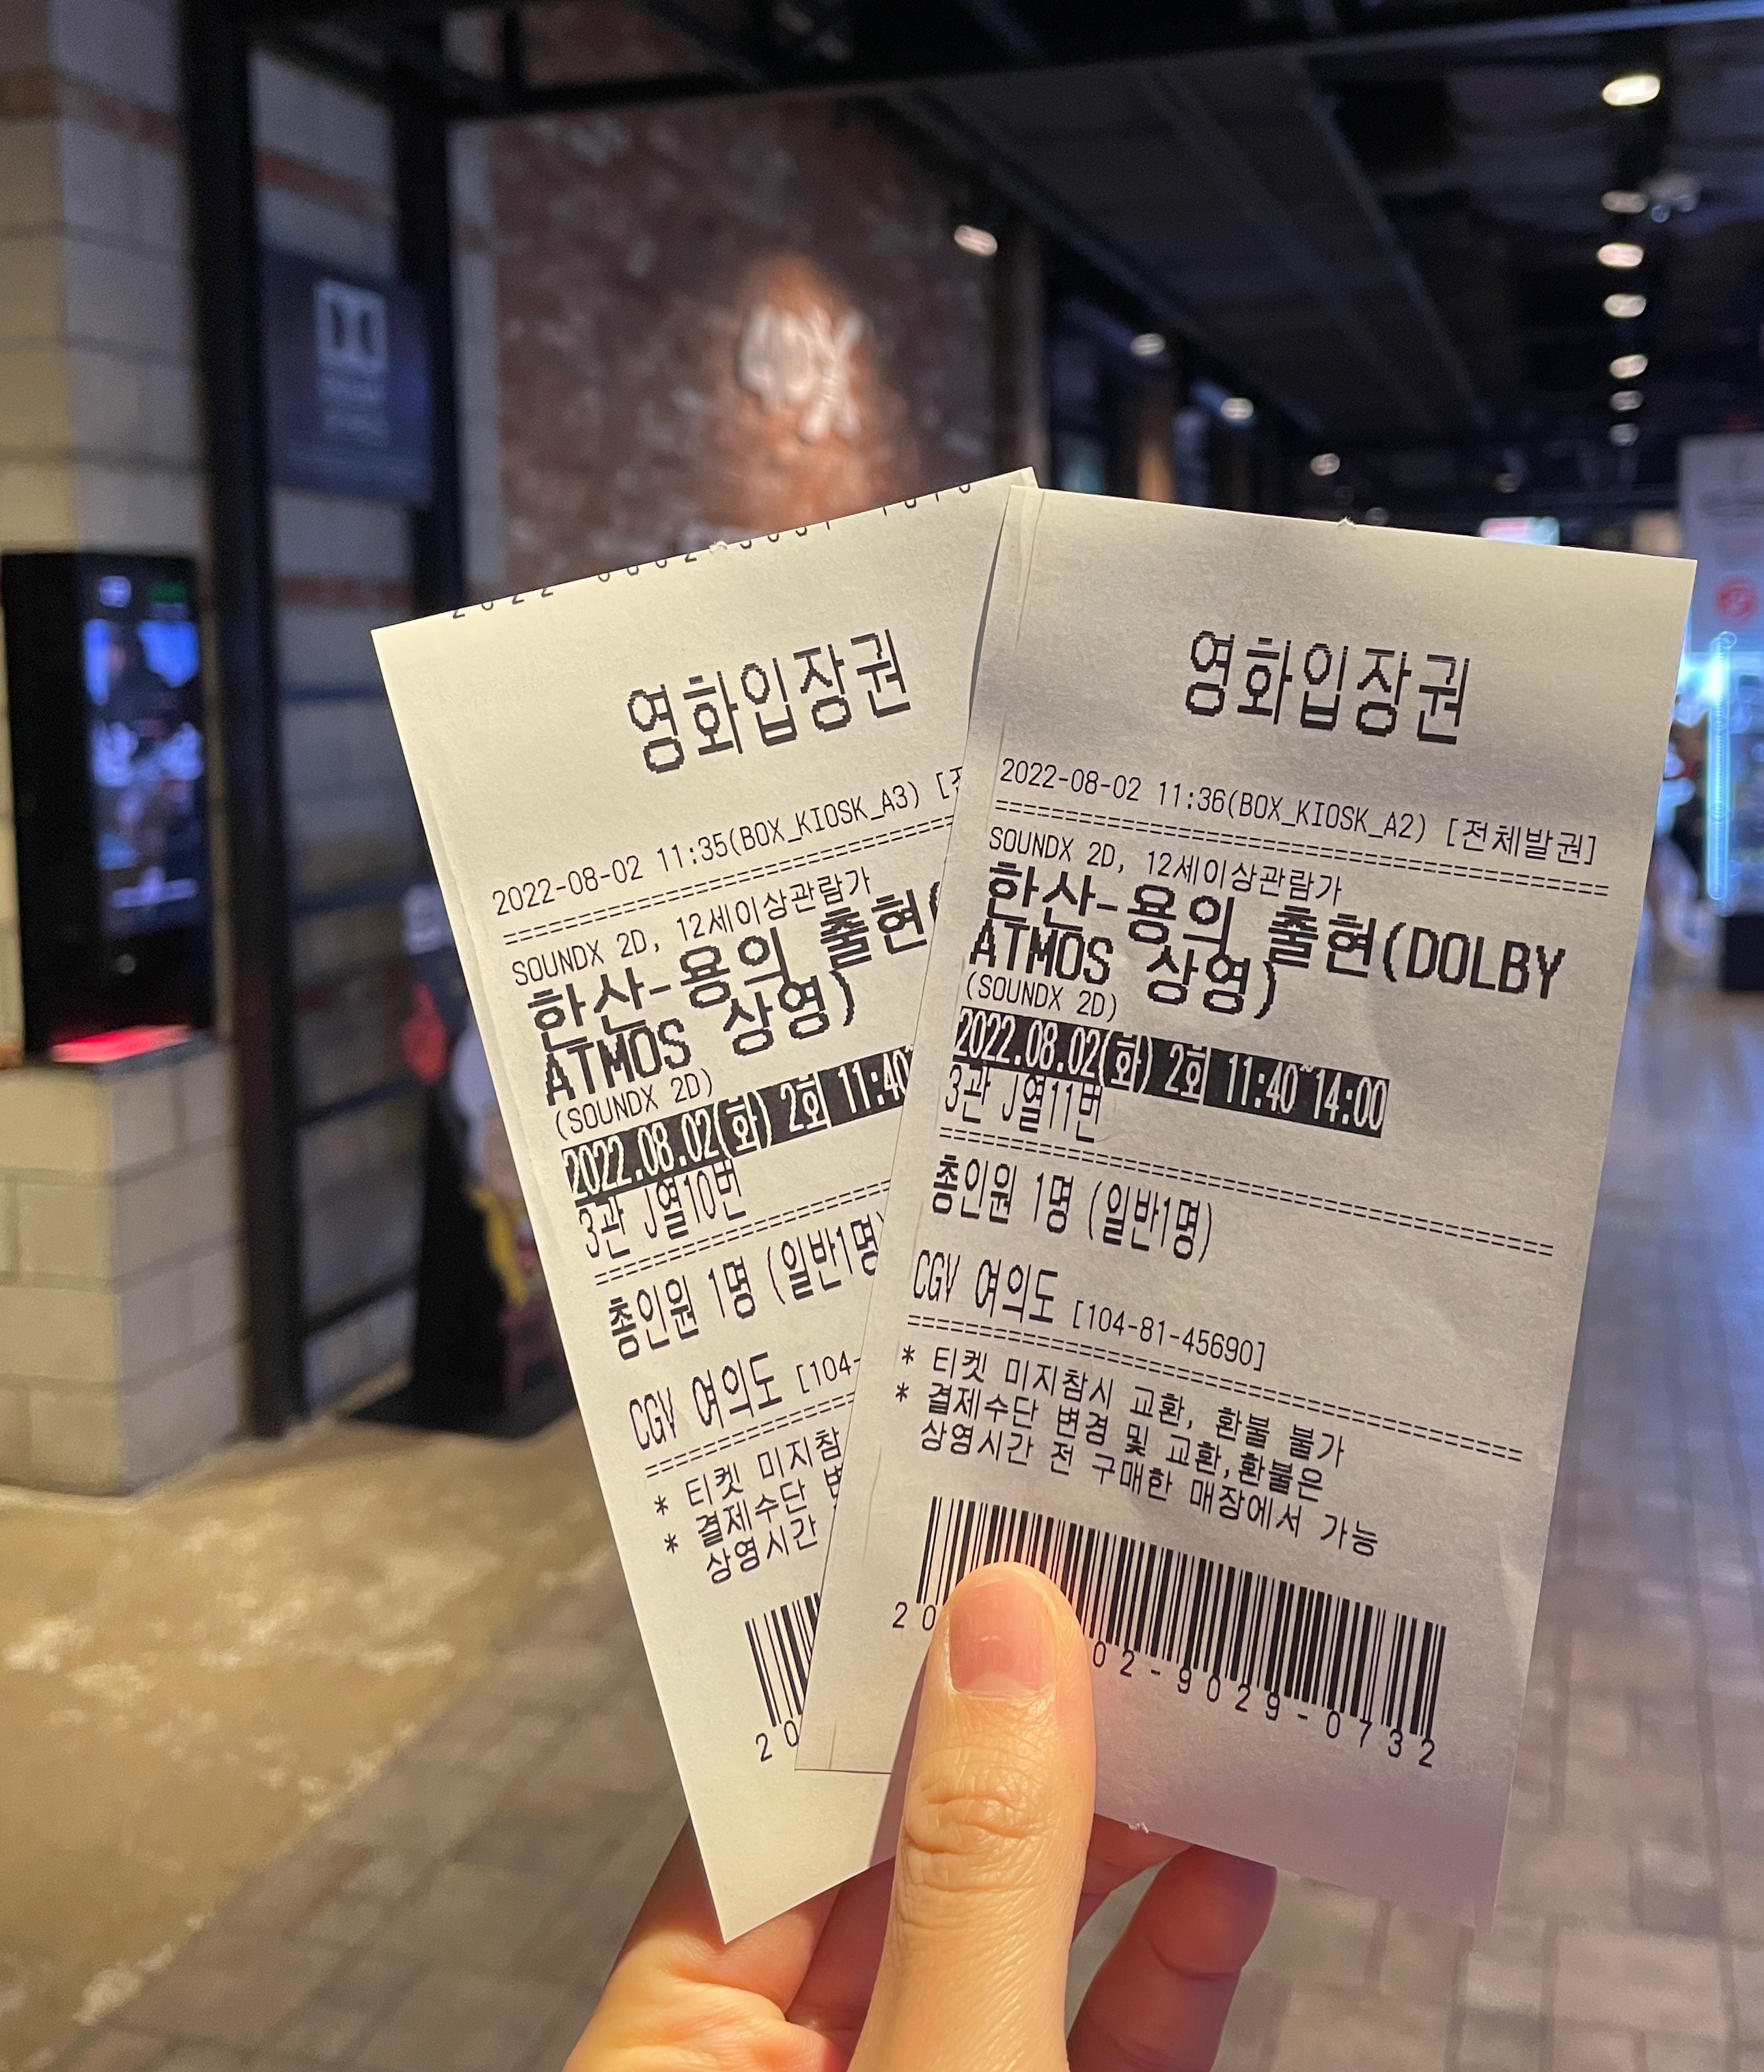 영화입장권
2022-08-02 11:35(BOX_KIOSK_A3)
SOUNDX 2D, 12세이상관람가
한산-용의 출현(
ATMOS 상영)
(SOUNDX 2D)
2022.08.02(화) 2회 11:40
3관 J열10번
총인원 1명 (일반1명)
CGV 여의도 [104-
* 티켓 미지참
* 결제수단
상영시간
20
영화입장권
2022-08-02 11:36(BOX_KIOSK_A2) [전체발권]
SOUNDX 2D, 12세이상관람가
한산-용의 출현(DOLBY
ATMOS 상영)
(SOUNDX 2D)
2022.08.02(화) 2회 11:40~14:00
3관 J열11번
총인원 1명 (일반1명)
CGV 여의도 [104-81-45690]
* 티켓 미지참시 교환, 환불 불가
* 결제수단 변경 및 교환,환불은
상영시간 전 구매한 매장에서 가능
20 02-9029-0732